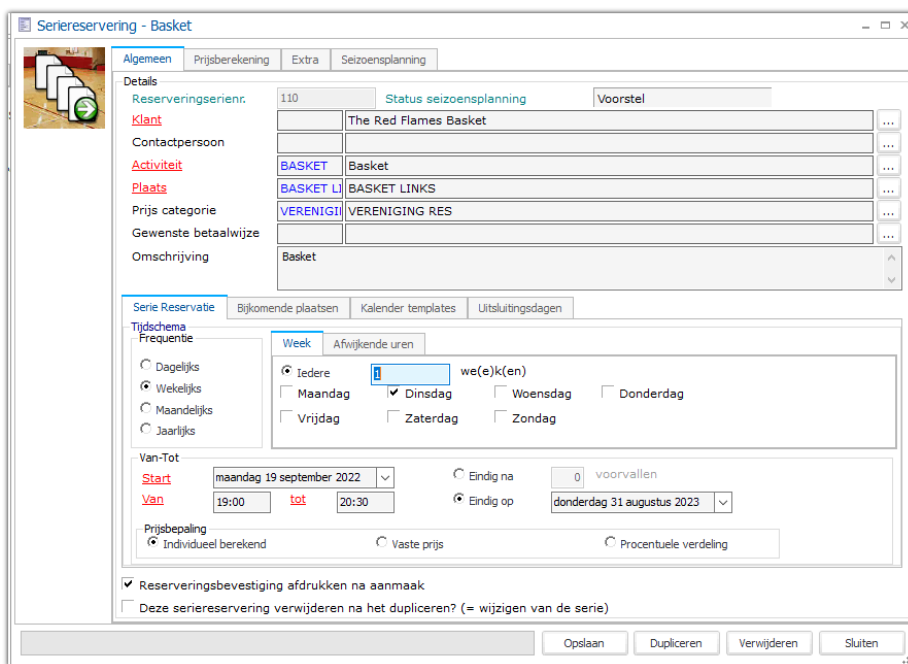 Seriereservering - Basket
Algemeen Prijsberekening Extra Seizoensplanning
Details
Reserveringserienr. 110 Status seizoensplanning Voorstel
Klant The Red Flames Basket ...
Contactpersoon ...
Activiteit BASKET Basket ...
Plaats BASKET LI BASKET LINKS ...
Prijs categorie VERENIGII VERENIGING RES ...
Gewenste betaalwijze ...
Omschrijving Basket
Serie Reservatie Bijkomende plaatsen Kalender templates Uitsluitingsdagen
Tijdschema
Frequentie
Week Afwijkende uren
Dagelijks
Wekelijks
Maandelijks
Jaarlijks
Iedere 1 we(e)k(en)
Maandag Dinsdag Woensdag Donderdag
Vrijdag Zaterdag Zondag
Van-Tot
Start maandag 19 september 2022 Eindig na 0 voorvallen
Van 19:00 tot 20:30 Eindig op donderdag 31 augustus 2023
Prijsbepaling
Individueel berekend Vaste prijs Procentuele verdeling
Reserveringsbevestiging afdrukken na aanmaak
Deze seriereservering verwijderen na het dupliceren? (= wijzigen van de serie)
Opslaan Dupliceren Verwijderen Sluiten